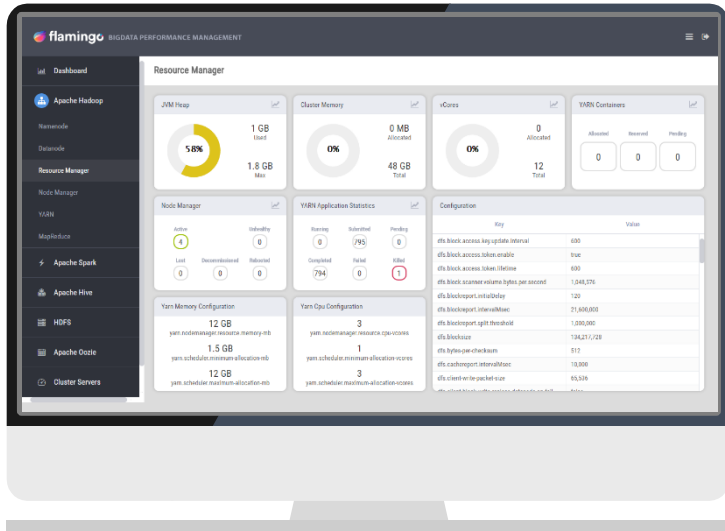 flamingo BIGDATA PERFORMANCE MANAGEMENT
Dashboard
Apache Hadoop
Namenode
Datanode
Resource Manager
Node Manager
YARN
MapReduce
Apache Spark
Apache Hive
HDFS
Apache Oozie
Cluster Servers
Resource Manager
JVM Heap
58%
1 GB
Used
1.8 GB
Max
Cluster Memory
0%
0 MB
Allocated
48 GB
Total
vCores
0%
0
Allocated
12
Total
YARN Containers
Allocated Reserved Pending
0 0 0
Node Manager
Active Unhealthy
4 0
Lost Decommissioned Rebooted
0 0 0
YARN Application Statistics
Running Submitted Pending
0 795 0
Completed Failed Killed
794 0 1
Configuration
Key Value
dfs.block.access.key.update.interval 600
dfs.block.access.token.enable true
dfs.block.access.token.lifetime 600
dfs.block.scanner.volume.bytes.per.second 1,048,576
dfs.blockreport.initialDelay 120
dfs.blockreport.intervalMsec 21,600,000
dfs.blockreport.split.threshold 1,000,000
dfs.blocksize 134,217,728
dfs.bytes-per-checksum 512
dfs.cachereport.intervalMsec 10,000
dfs.client-write-packet-size 65,536
Yarn Memory Configuration
12 GB
yarn.nodemanager.resource.memory-mb
1.5 GB
yarn.scheduler.minimum-allocation-mb
12 GB
yarn.scheduler.maximum-allocation-mb
Yarn Cpu Configuration
3
yarn.nodemanager.resource.cpu-vcores
1
yarn.scheduler.minimum-allocation-vcores
3
yarn.scheduler.maximum-allocation-vcores